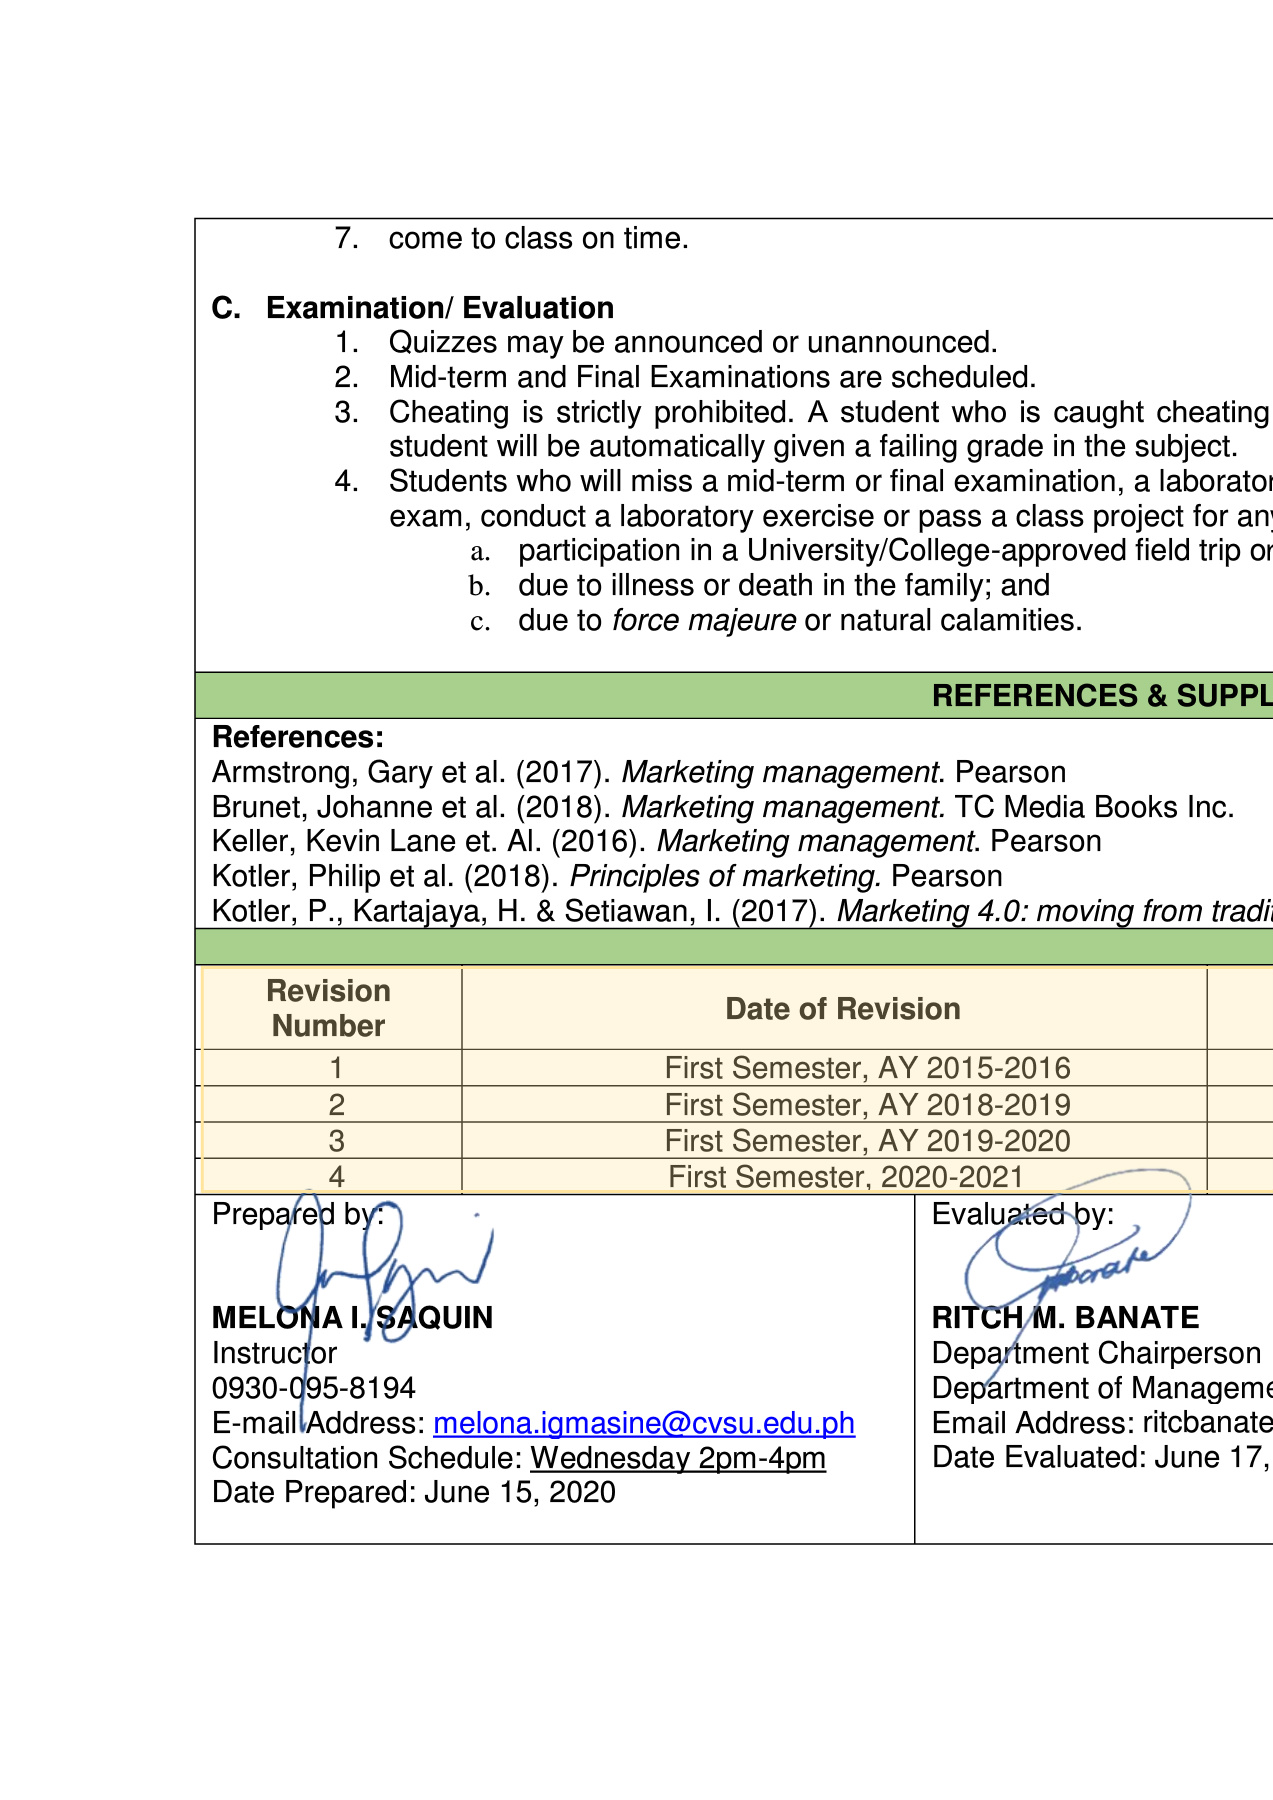 7. come to class on time.
C. Examination/ Evaluation
1. Quizzes may be announced or unannounced.
2. Mid-term and Final Examinations are scheduled.
3. Cheating is strictly prohibited. A student who is caught cheating
student will be automatically given a failing grade in the subject.
4. Students who will miss a mid-term or final examination, a laborator
exam, conduct a laboratory exercise or pass a class project for any
a. participation in a University/College-approved field trip or
b. due to illness or death in the family; and
c. due to force majeure or natural calamities.
REFERENCES & SUPPL
References:
Armstrong, Gary et al. (2017). Marketing management. Pearson
Brunet, Johanne et al. (2018). Marketing management. TC Media Books Inc.
Keller, Kevin Lane et. Al. (2016). Marketing management. Pearson
Kotler, Philip et al. (2018). Principles of marketing. Pearson
Kotler, P., Kartajaya, H. & Setiawan, I. (2017). Marketing 4.0: moving from tradit
Revision Number Date of Revision
1 First Semester, AY 2015-2016
2 First Semester, AY 2018-2019
3 First Semester, AY 2019-2020
4 First Semester, 2020-2021
Prepared by:
MELONA I. SAQUIN
Instructor
0930-095-8194
E-mail Address: melona.igmasine@cvsu.edu.ph
Consultation Schedule: Wednesday 2pm-4pm
Date Prepared: June 15, 2020
Evaluated by:
RITCH M. BANATE
Department Chairperson
Department of Manageme
Email Address: ritcbanate
Date Evaluated: June 17,